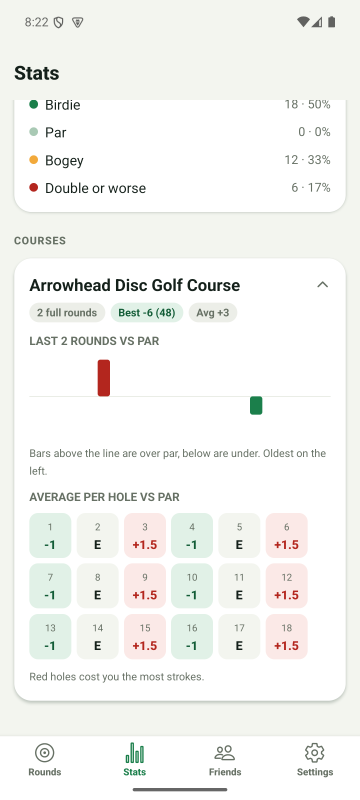 8:22
Stats
Birdie 18 · 50%
Par 0 · 0%
Bogey 12 · 33%
Double or worse 6 · 17%
COURSES
Arrowhead Disc Golf Course
2 full rounds Best -6 (48) Avg +3
LAST 2 ROUNDS VS PAR
Bars above the line are over par, below are under. Oldest on the
left.
AVERAGE PER HOLE VS PAR
1 2 3 4 5 6
-1 E +1.5 -1 E +1.5
7 8 9 10 11 12
-1 E +1.5 -1 E +1.5
13 14 15 16 17 18
-1 E +1.5 -1 E +1.5
Red holes cost you the most strokes.
Rounds Stats Friends Settings